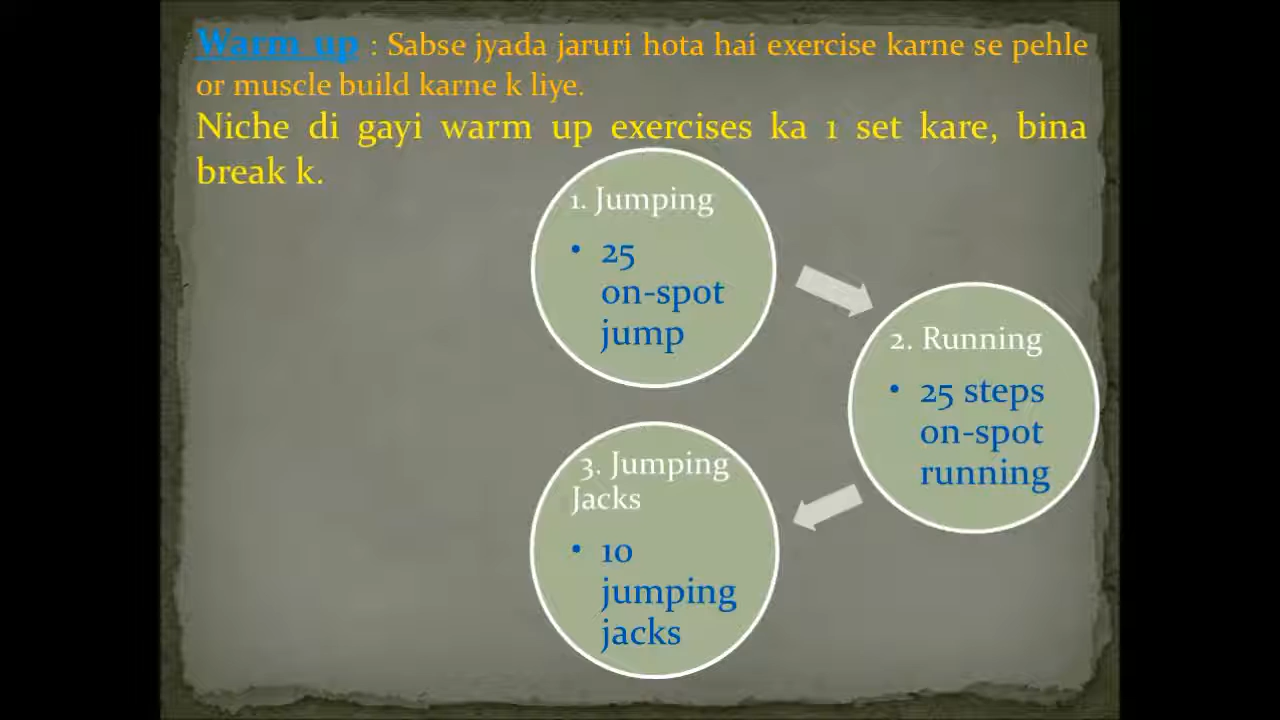 Warm up : Sabse jyada jaruri hota hai exercise karne se pehle
or muscle build karne k liye.
Niche di gayi warm up exercises ka 1 set kare, bina
break k.
1. Jumping
• 25
on-spot
jump
2. Running
• 25 steps
on-spot
running
3. Jumping
Jacks
• 10
jumping
jacks